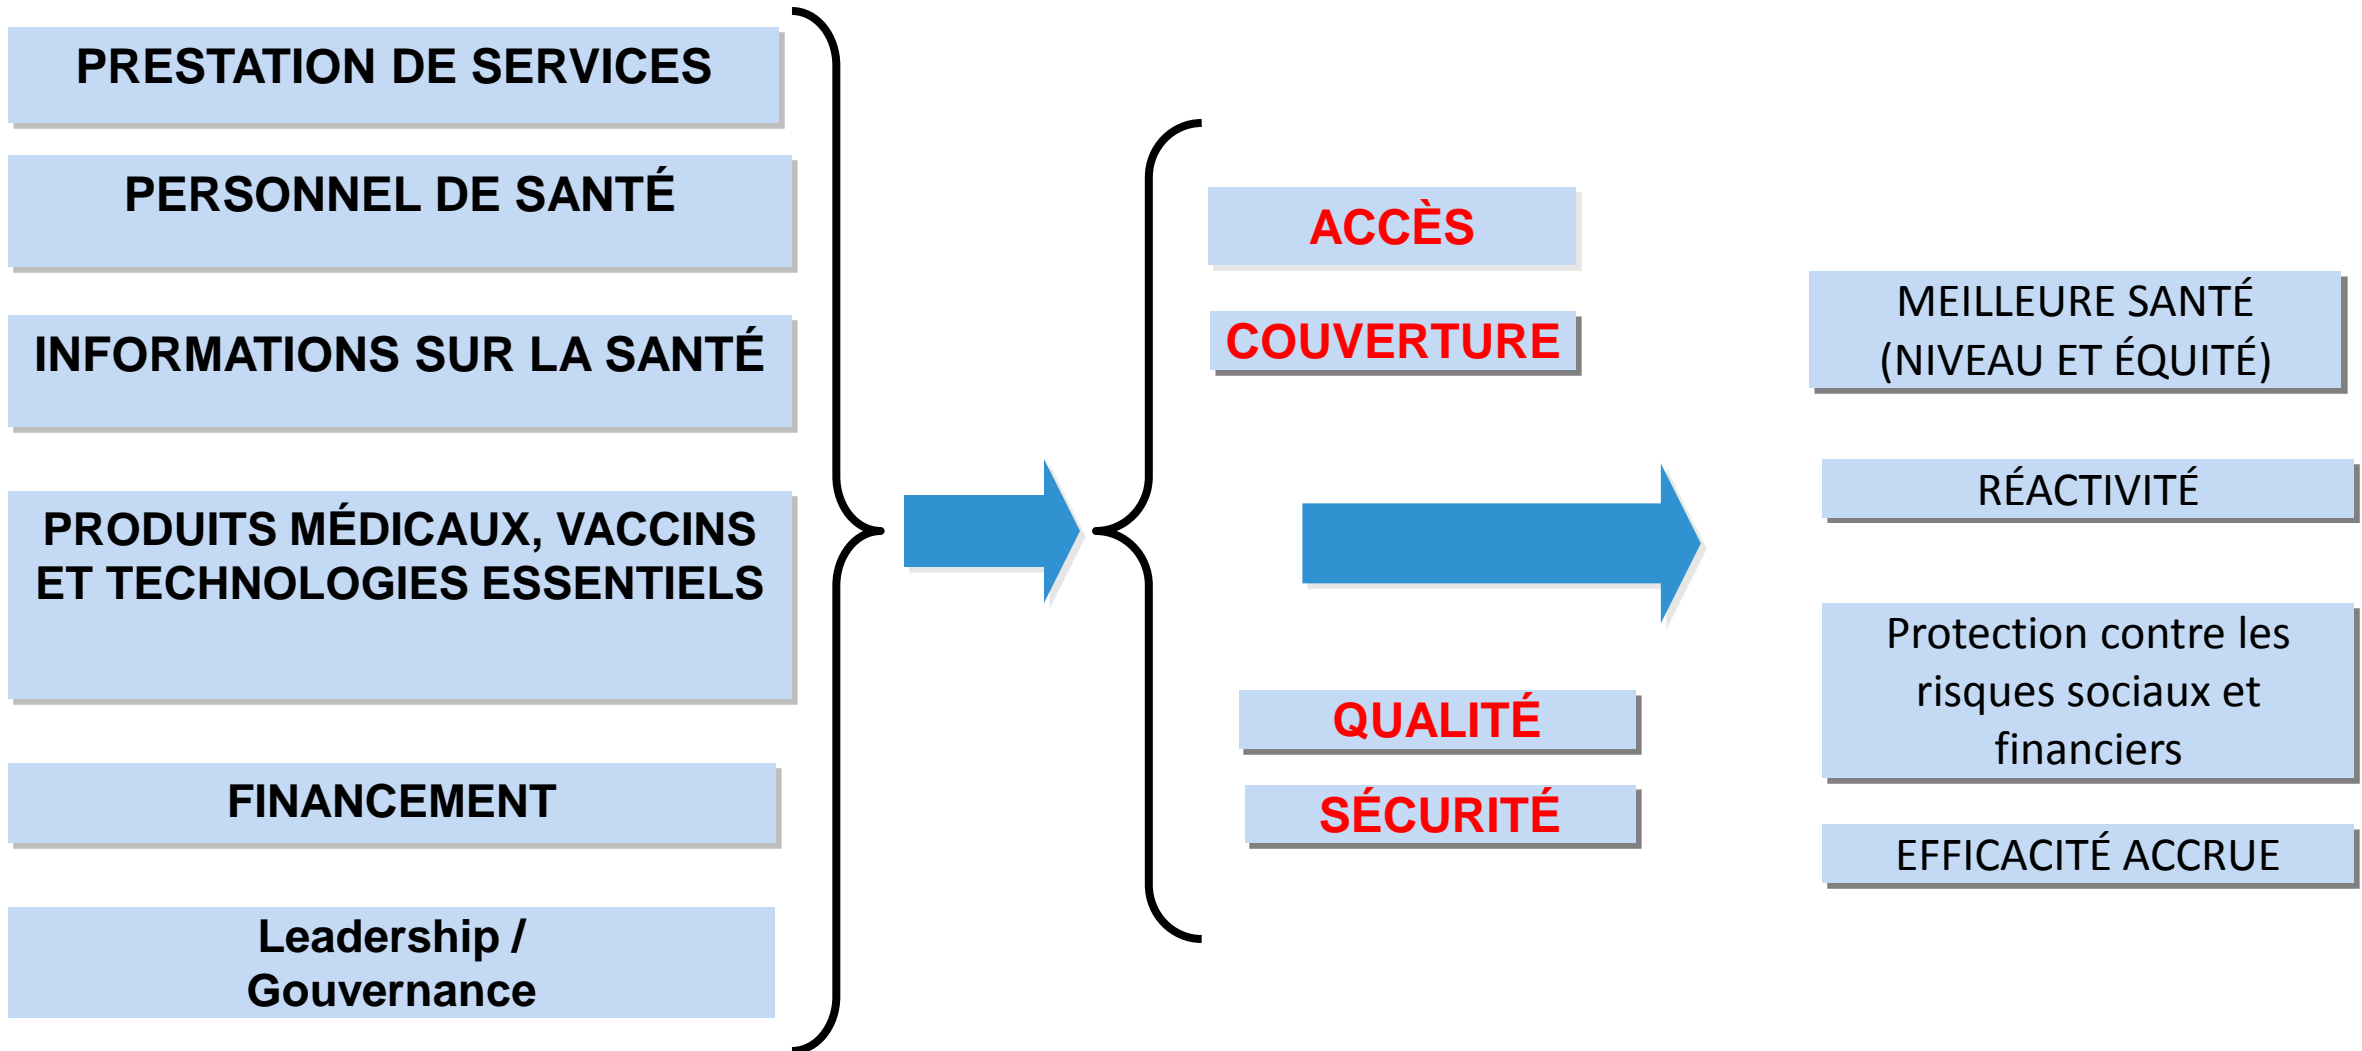 PRESTATION DE SERVICES
PERSONNEL DE SANTÉ
INFORMATIONS SUR LA SANTÉ
PRODUITS MÉDICAUX, VACCINS
ET TECHNOLOGIES ESSENTIELS
FINANCEMENT
Leadership /
Gouvernance
ACCÈS
COUVERTURE
QUALITÉ
SÉCURITÉ
MEILLEURE SANTÉ
(NIVEAU ET ÉQUITÉ)
RÉACTIVITÉ
Protection contre les
risques sociaux et
financiers
EFFICACITÉ ACCRUE